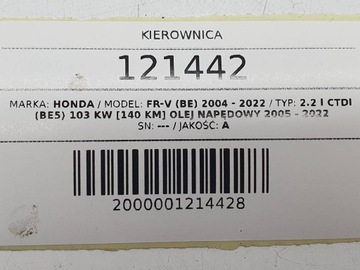 KIEROWNICA
121442
MARKA: HONDA / MODEL: FR-V (BE) 2004 - 2022 / TYP: 2.2 I CTDI
(BE5) 103 KW [140 KM] OLEJ NAPĘDOWY 2005 - 2022
SN: --- / JAKOŚĆ: A
2000001214428